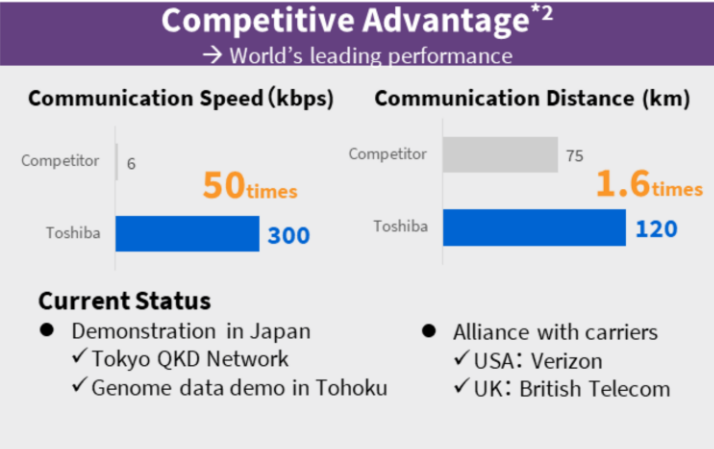 Competitive Advantage*2
→ World's leading performance
Communication Speed(kbps)
Competitor
6
50times
Toshiba
300
Communication Distance (km)
Competitor
75
1.6times
Toshiba
120
Current Status
● Demonstration in Japan
✓Tokyo QKD Network
✓Genome data demo in Tohoku
● Alliance with carriers
✓USA: Verizon
✓UK: British Telecom